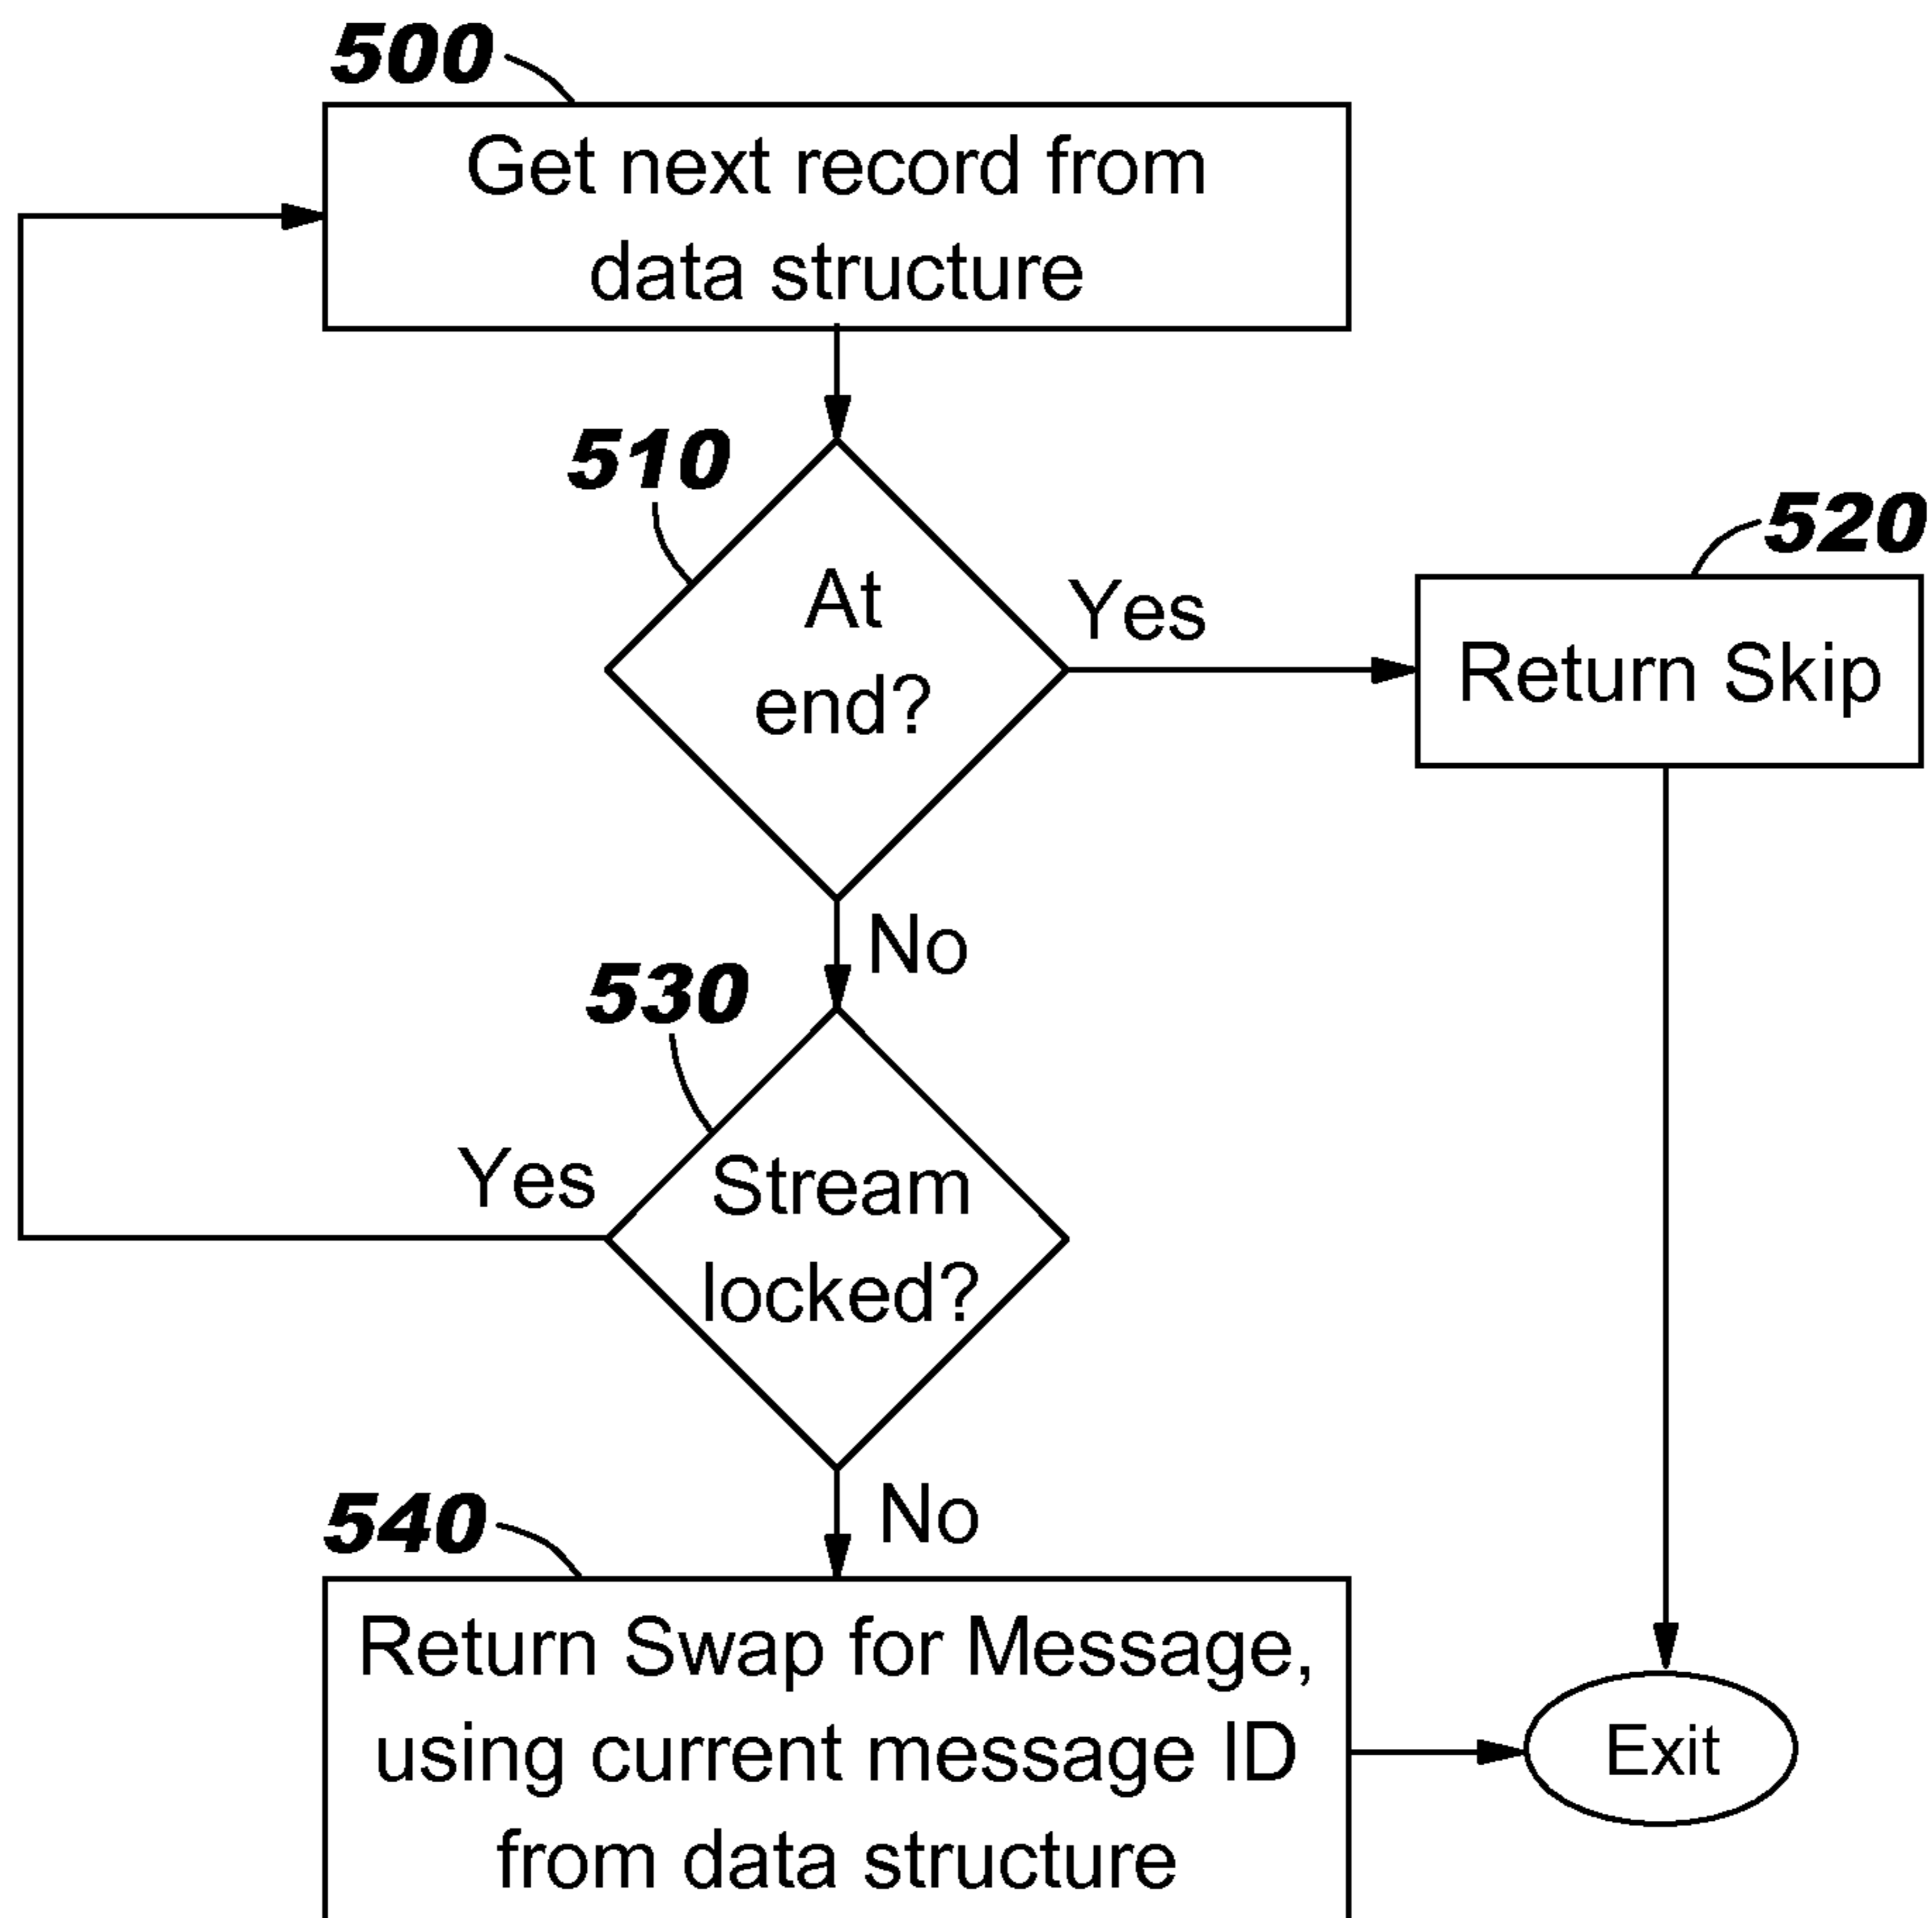 500
Get next record from
data structure
510
At
end?
Yes
520
Return Skip
No
530
Yes
Stream
locked?
No
540
Return Swap for Message,
using current message ID
from data structure
Exit